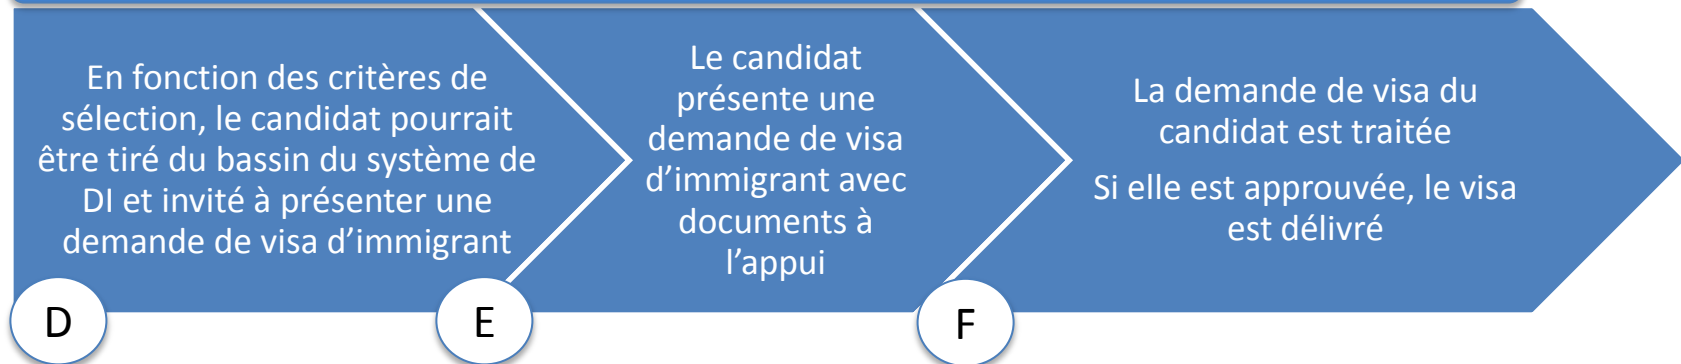 En fonction des critères de
sélection, le candidat pourrait
être tiré du bassin du système de
DI et invité à présenter une
demande de visa d’immigrant
D
Le candidat
présente une
demande de visa
d’immigrant avec
documents à
l’appui
E
La demande de visa du
candidat est traitée
Si elle est approuvée, le visa
est délivré
F